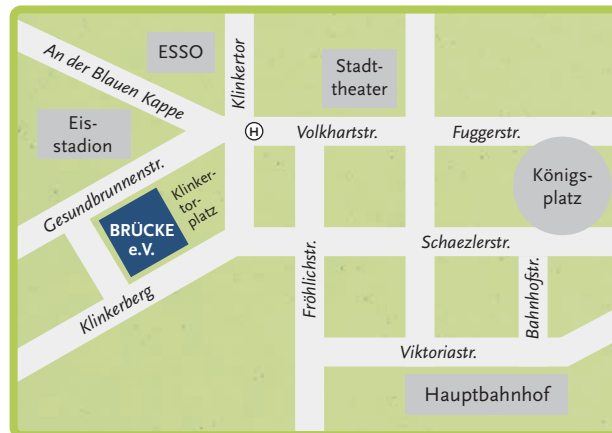 An der Blauen Kappe
ESSO
Klinkertor
Stadt-
theater
Eis-
stadion
H
Volkhartstr.
Fuggerstr.
Gesundbrunnenstr.
Klinker-
tor-
platz
Königs-
platz
BRÜCKE
e.V.
Schaezlerstr.
Klinkerberg
Fröhlichstr.
Bahnhofstr.
Viktoriastr.
Hauptbahnhof